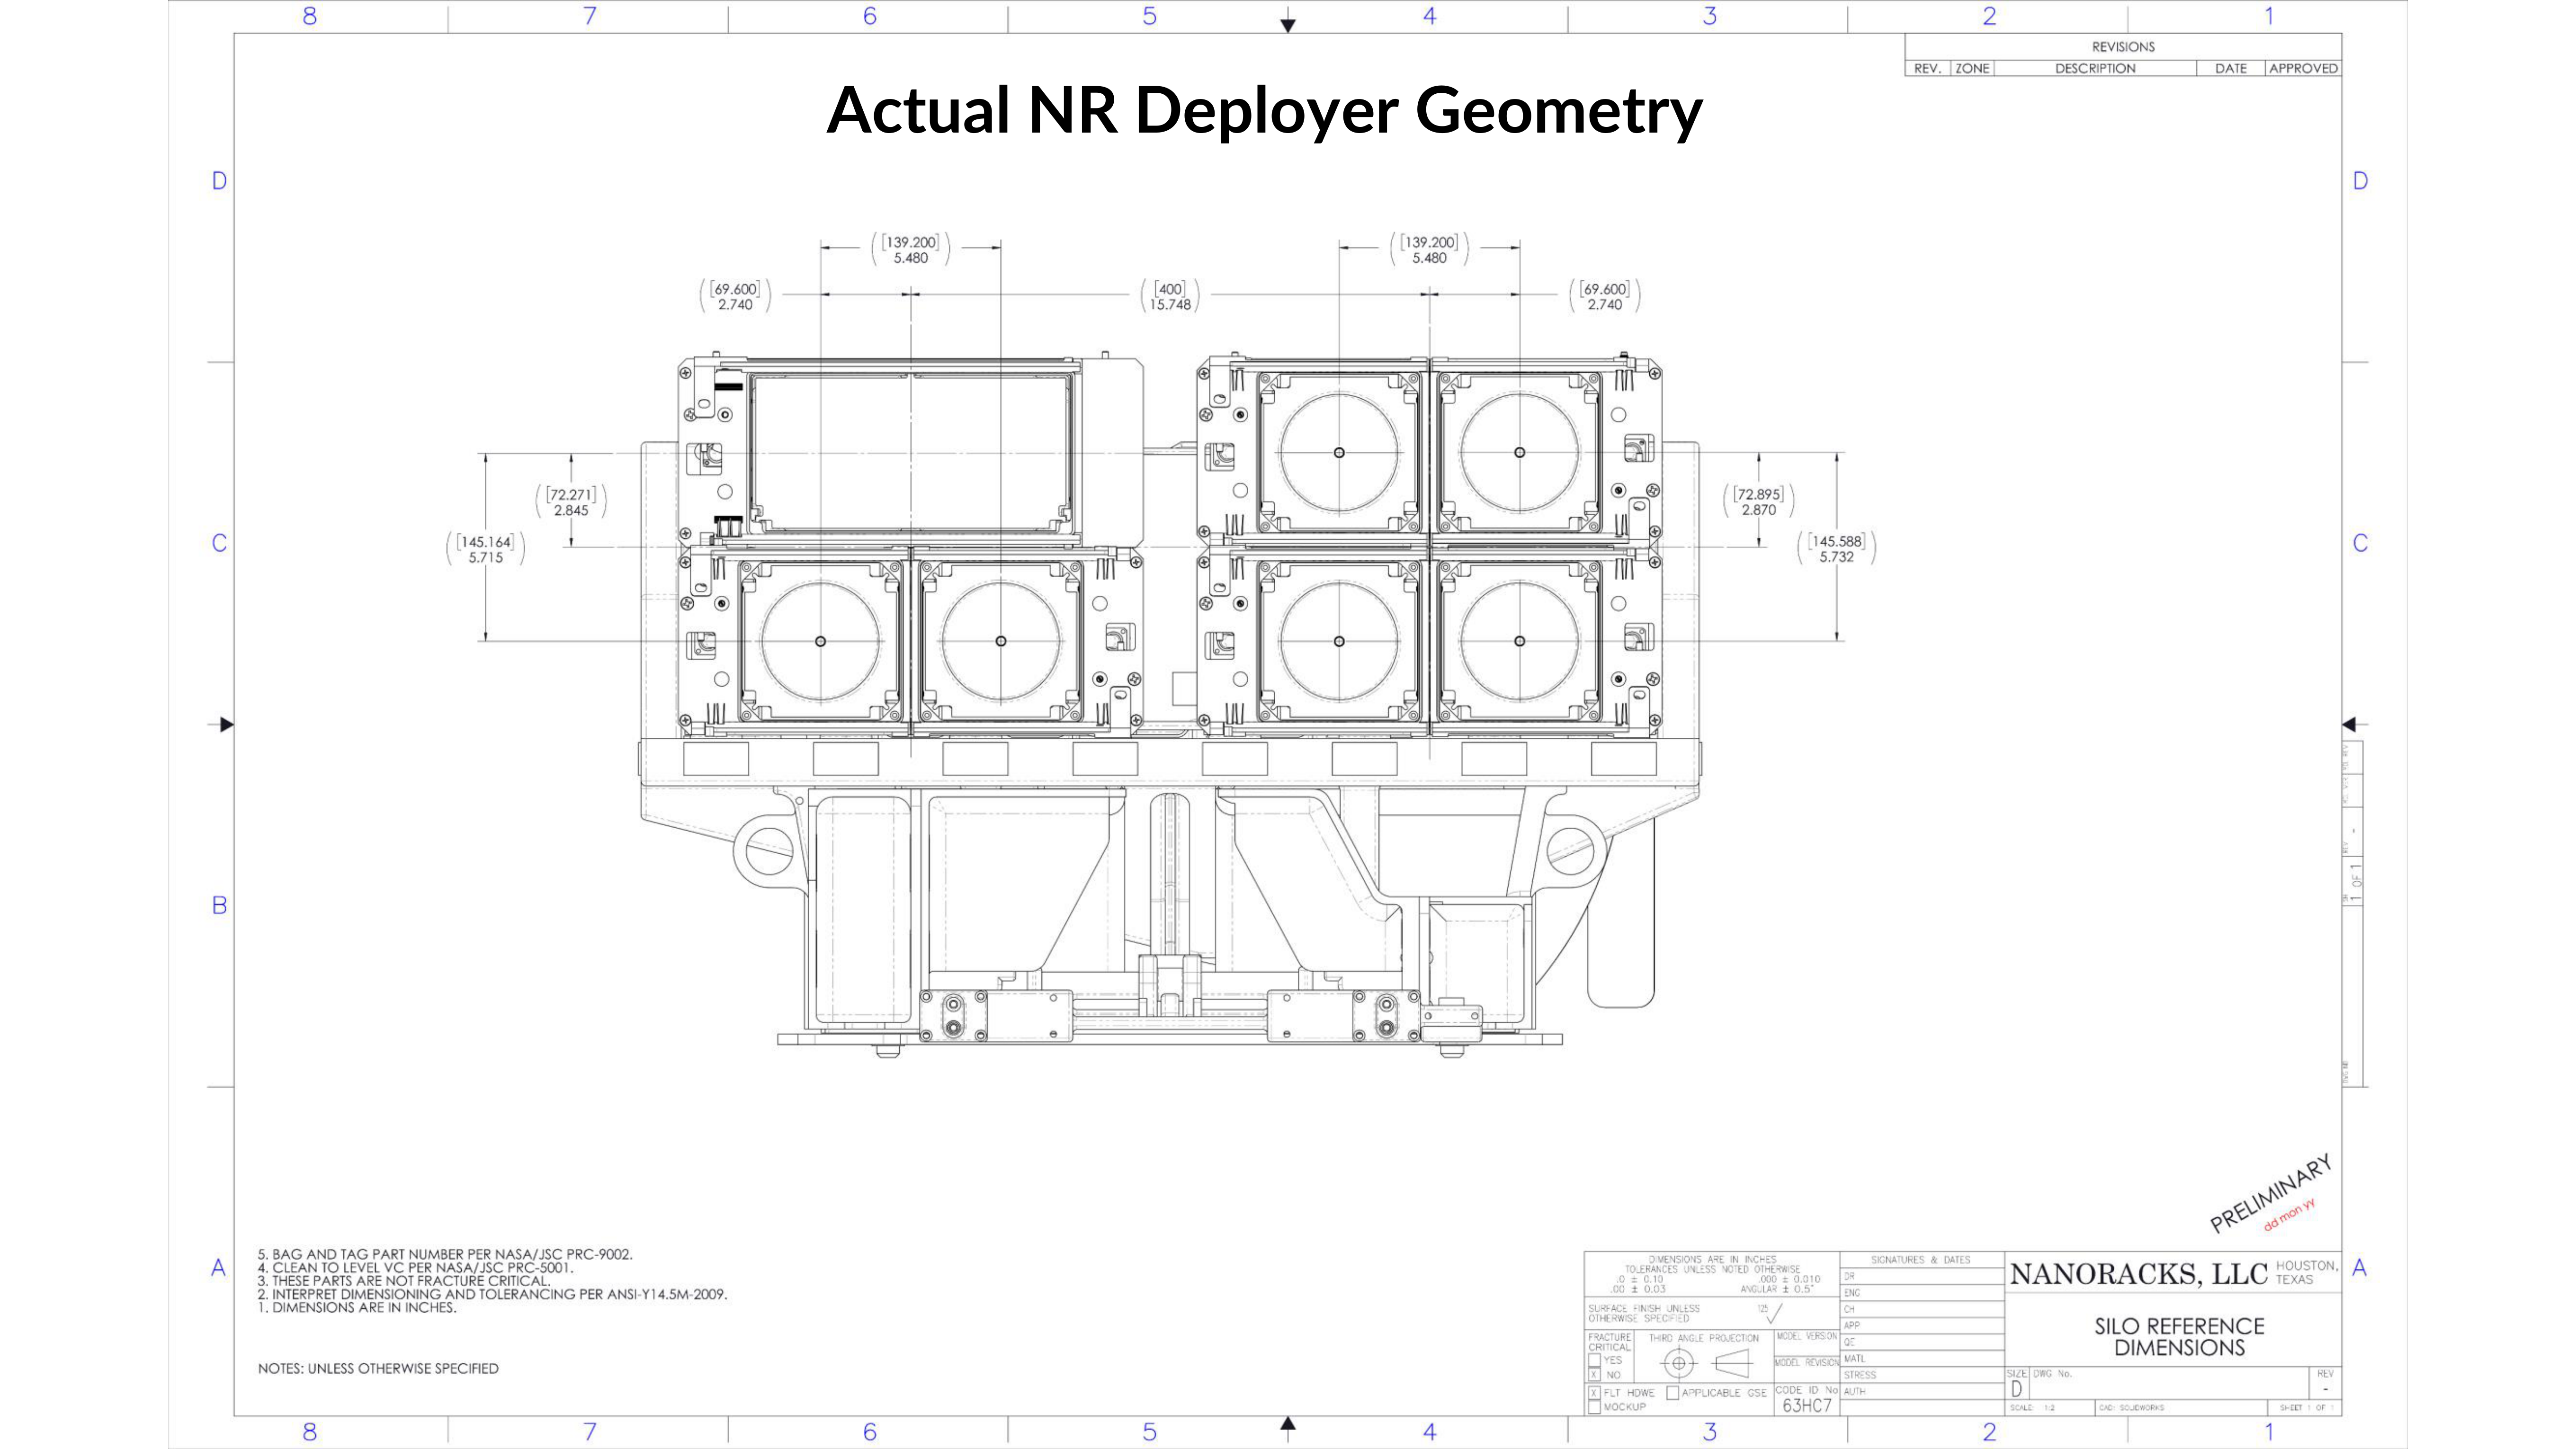 8 7 6 5 4 3 2 1
REVISIONS
REV. ZONE DESCRIPTION DATE APPROVED
Actual NR Deployer Geometry
D D
([139.200] 5.480)
([139.200] 5.480)
([69.600] 2.740)
([400] 15.748)
([69.600] 2.740)
([72.271] 2.845)
([72.895] 2.870)
C C
([145.164] 5.715)
([145.588] 5.732)
1 OF 1
B B
PRELIMINARY
dd mon yy
A A
5. BAG AND TAG PART NUMBER PER NASA/JSC PRC-9002.
4. CLEAN TO LEVEL VC PER NASA/JSC PRC-5001.
3. THESE PARTS ARE NOT FRACTURE CRITICAL.
2. INTERPRET DIMENSIONING AND TOLERANCING PER ANSI-Y14.5M-2009.
1. DIMENSIONS ARE IN INCHES.
NOTES: UNLESS OTHERWISE SPECIFIED
DIMENSIONS ARE IN INCHES
TOLERANCES UNLESS NOTED OTHERWISE
.0 ± 0.10 .000 ± 0.010
.00 ± 0.03 ANGULAR ± 0.5°
SURFACE FINISH UNLESS
OTHERWISE SPECIFIED
125
FRACTURE
CRITICAL
YES
X NO
THIRD ANGLE PROJECTION
MODEL VERSION
MODEL REVISION
X FLT HDWE APPLICABLE GSE
MOCKUP
CODE ID No
63HC7
SIGNATURES & DATES
DR
ENG
CH
APP
QE
MATL
STRESS
AUTH
NANORACKS, LLC HOUSTON,
TEXAS
SILO REFERENCE
DIMENSIONS
SIZE DWG No. REV
D -
SCALE: 1:2 CAD: SOLIDWORKS SHEET 1 OF 1
8 7 6 5 4 3 2 1